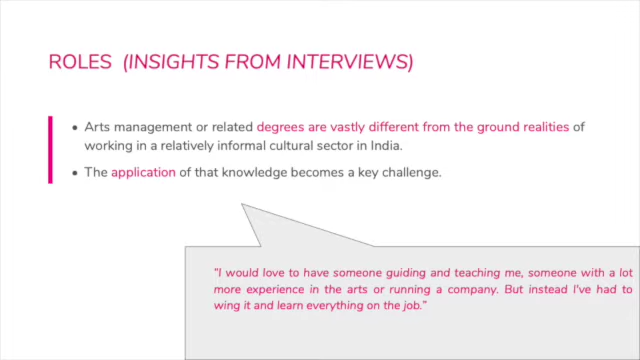 ROLES (INSIGHTS FROM INTERVIEWS)
• Arts management or related degrees are vastly different from the ground realities of
working in a relatively informal cultural sector in India.
• The application of that knowledge becomes a key challenge.
"I would love to have someone guiding and teaching me, someone with a lot
more experience in the arts or running a company. But instead I've had to
wing it and learn everything on the job."